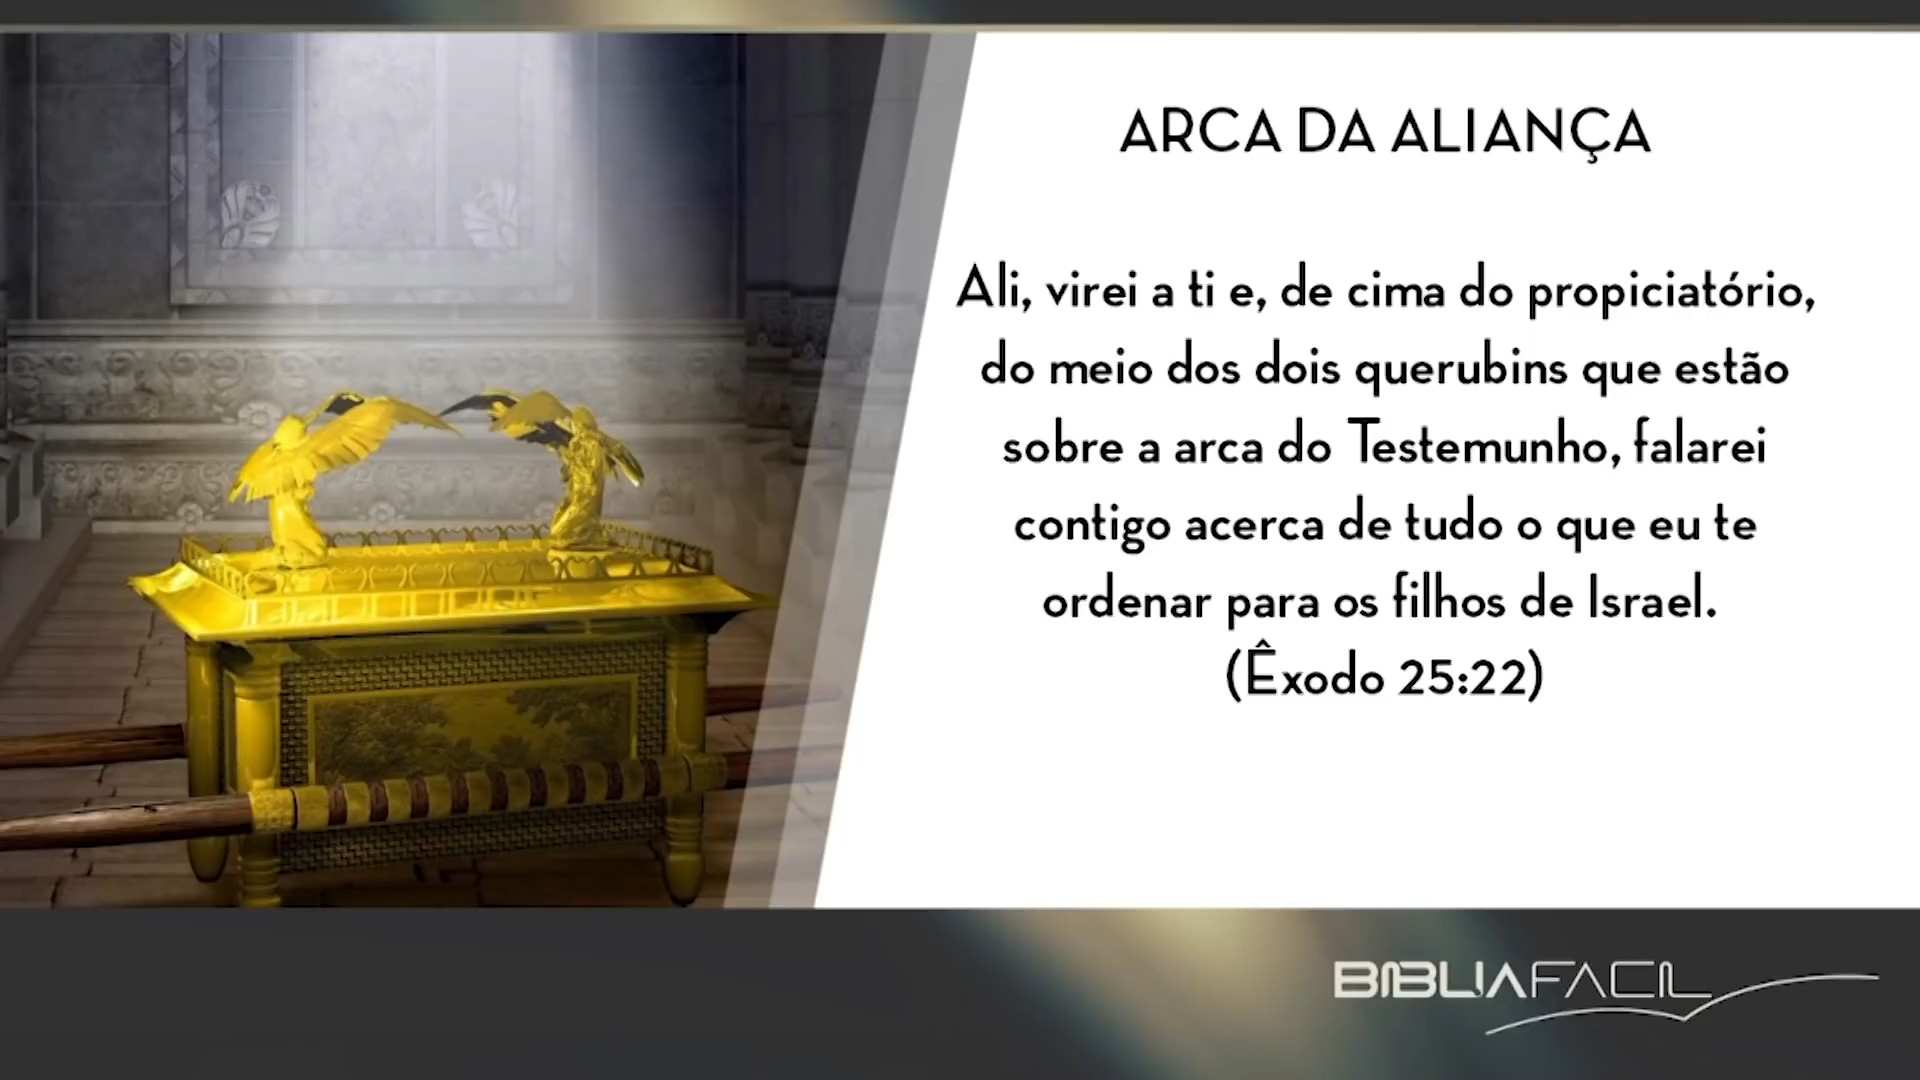 ARCA DA ALIANÇA
Ali, virei a ti e, de cima do propiciatório,
do meio dos dois querubins que estão
sobre a arca do Testemunho, falarei
contigo acerca de tudo o que eu te
ordenar para os filhos de Israel.
(Êxodo 25:22)
BIBLIAFACIL